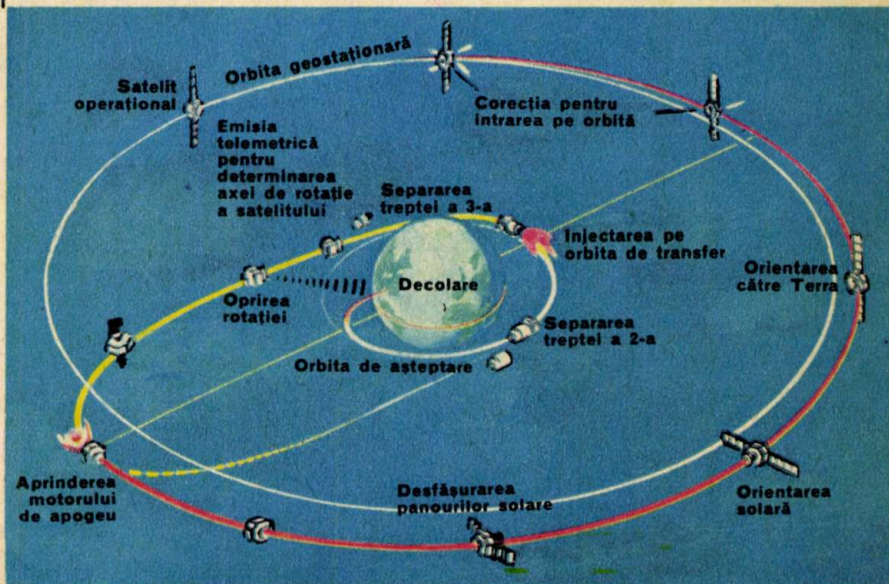 Orbita geostaționară
Satelit
operațional
Corecția pentru
intrarea pe orbită
Emisia
telemetrică
pentru
determinarea
axei de rotație
a satelitului
Separarea
treptei a 3-a
Injectarea pe
orbita de transfer
Orientarea
către Terra
Decolare
Oprirea
rotației
Separarea
treptei a 2-a
Orbita de așteptare
Aprinderea
motorului
de apogeu
Desfășurarea
panourilor solare
Orientarea
solară